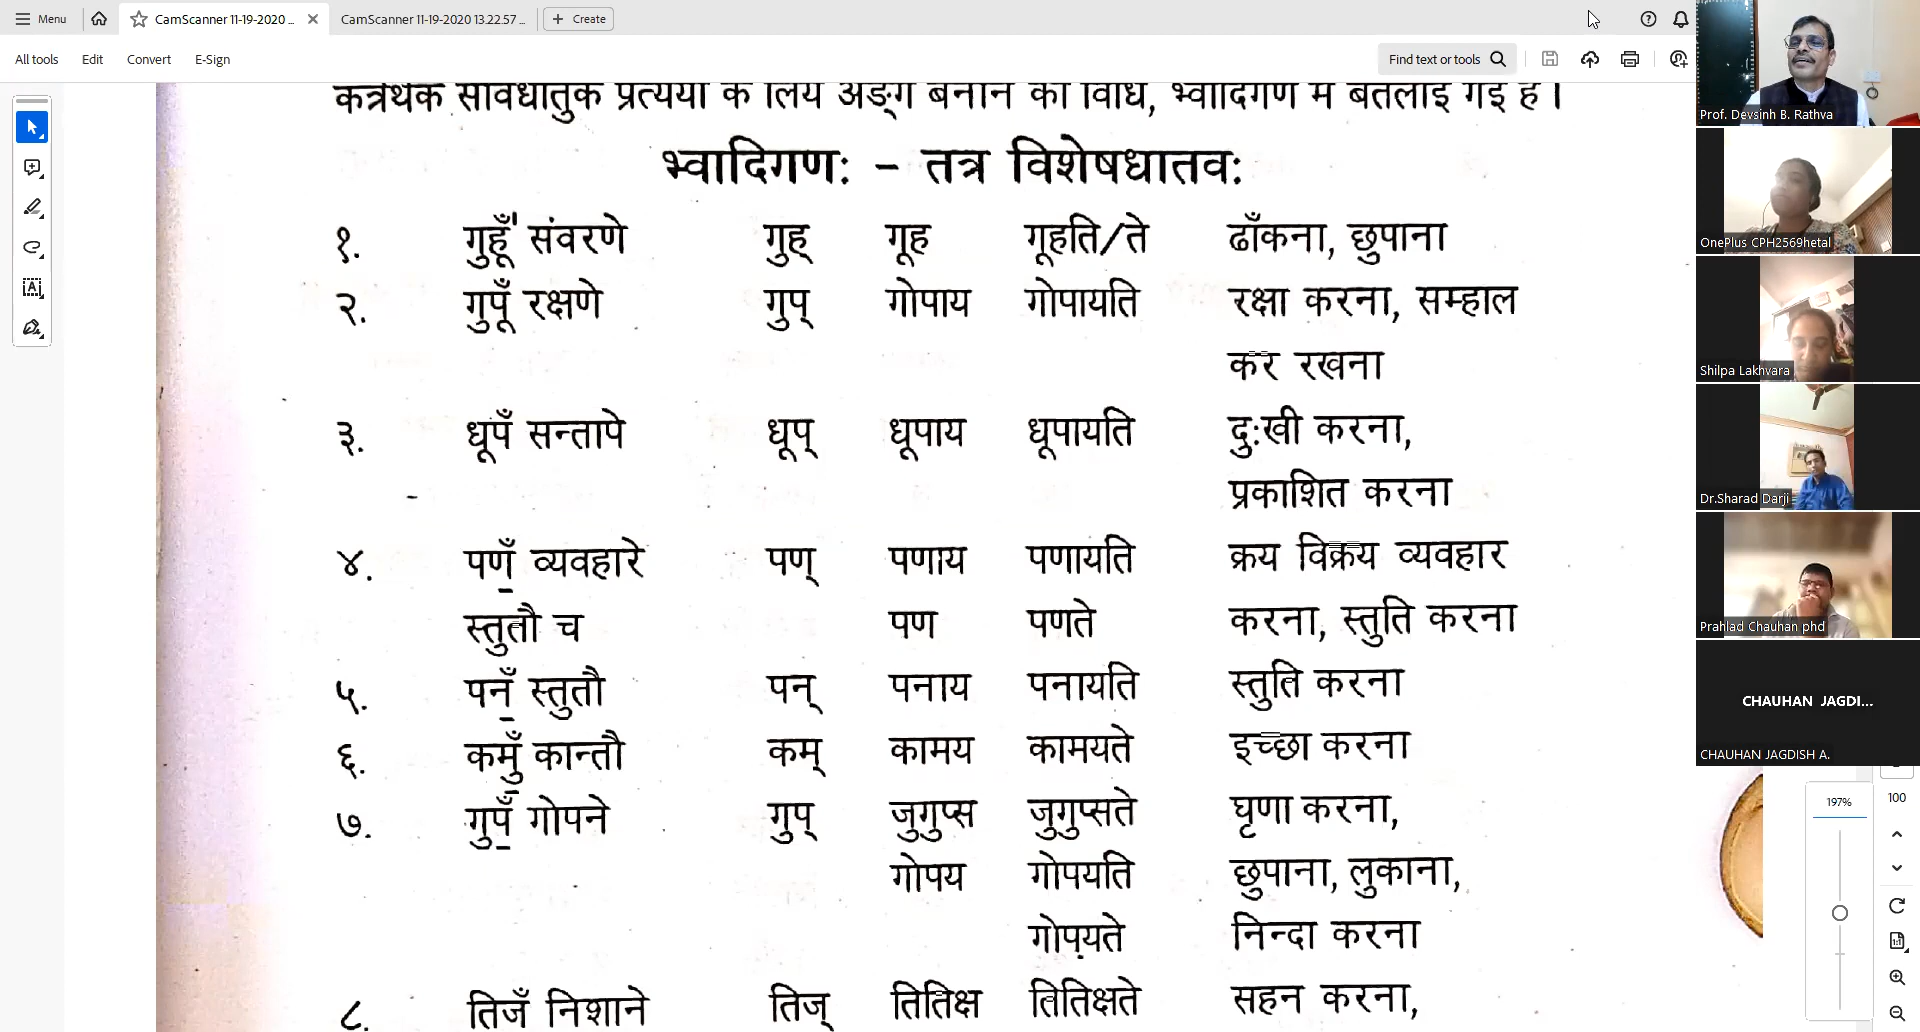 Menu CamScanner 11-19-2020 ... CamScanner 11-19-2020 13.22.57 ... Create
All tools Edit Convert E-Sign Find text or tools
कत्रर्थक सार्वधातुक प्रत्ययों के लिये अङ्ग बनाने की विधि, भ्वादिगण में बतलाई गई है।
भ्वादिगणः – तत्र विशेषधातवः
१. गुहूँ' संवरणे गुह् गूह गूहति/ते ढाँकना, छुपाना
२. गुपूँ रक्षणे गुप् गोपाय गोपायति रक्षा करना, सम्हाल
कर रखना
३. धूपँ सन्तापे धूप् धूपाय धूपायति दुःखी करना,
प्रकाशित करना
४. पणँ॒ व्यवहारे पण् पणाय पणायति क्रय विक्रय व्यवहार
स्तुतौ च पण पणते करना, स्तुति करना
५. पनँ॒ स्तुतौ पन् पनाय पनायति स्तुति करना
६. कमुँ॒ कान्तौ कम् कामय कामयते इच्छा करना
७. गुपँ॒ गोपने गुप् जुगुप्स जुगुप्सते घृणा करना,
गोपय गोपयति छुपाना, लुकाना,
गोपयते निन्दा करना
८. तिजँ निशाने तिज् तितिक्ष तितिक्षते सहन करना,
Prof. Devsinh B. Rathva
OnePlus CPH2569hetal
Shilpa Lakhvara
Dr.Sharad Darji
Prahlad Chauhan phd
CHAUHAN JAGDI...
CHAUHAN JAGDISH A.
197%
100